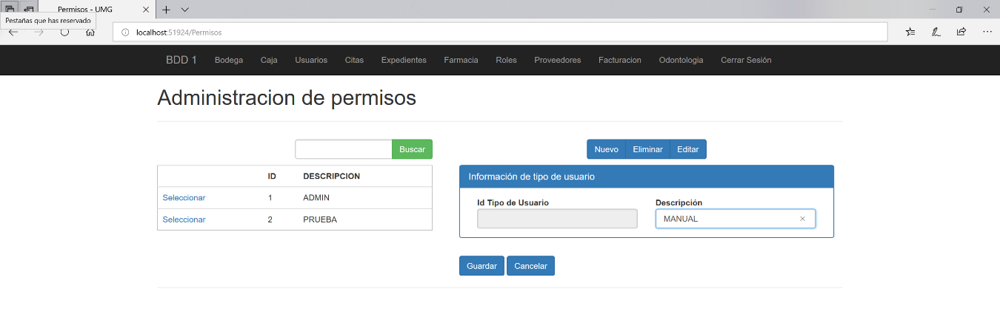 Permisos - UMG
Pestañas que has reservado
localhost:51924/Permisos
BDD 1 Bodega Caja Usuarios Citas Expedientes Farmacia Roles Proveedores Facturacion Odontologia Cerrar Sesión
Administracion de permisos
Buscar
Nuevo Eliminar Editar
ID DESCRIPCION
Seleccionar 1 ADMIN
Seleccionar 2 PRUEBA
Información de tipo de usuario
Id Tipo de Usuario Descripción
MANUAL
Guardar Cancelar